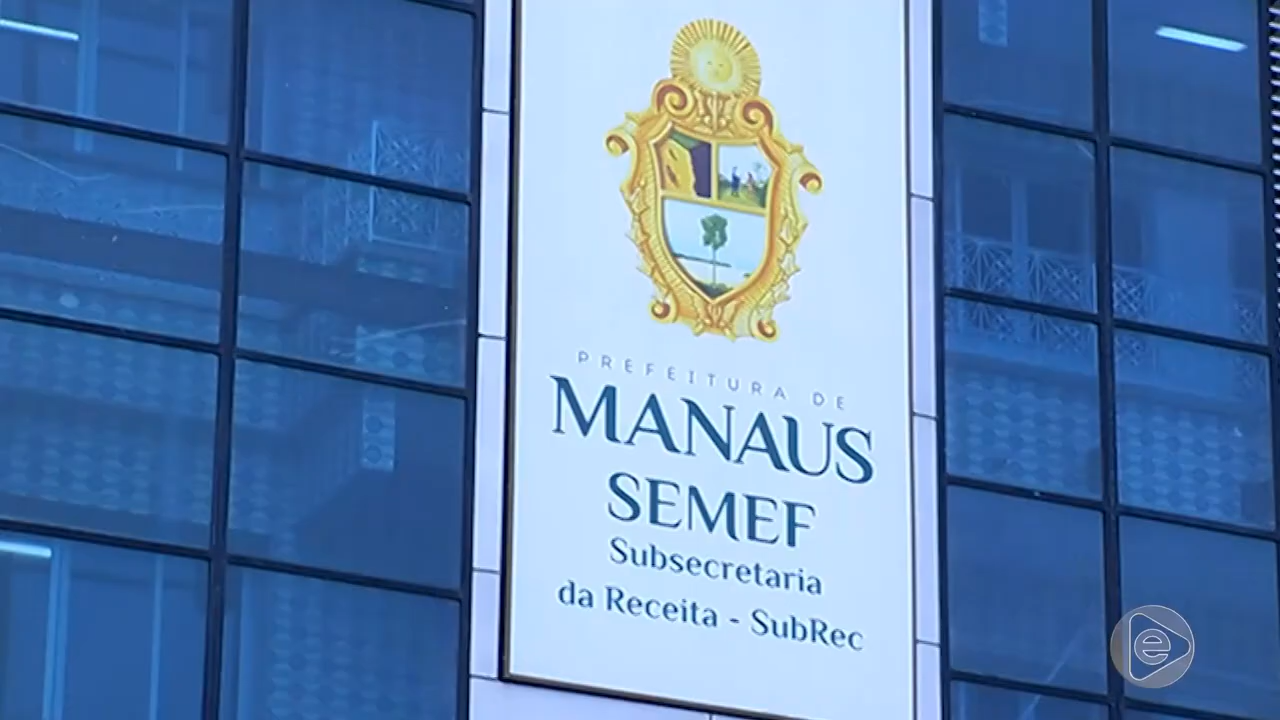 PREFEITURA DE
MANAUS
SEMEF
Subsecretaria
da Receita - SubRec
e